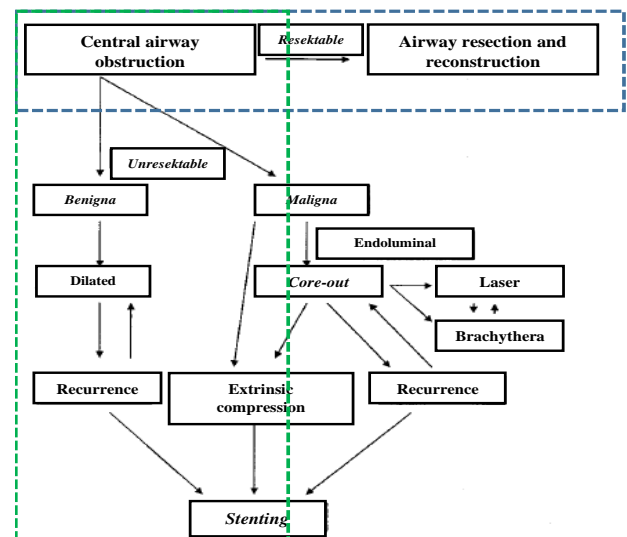 Central airway
obstruction
Resektable
Airway resection and
reconstruction
Unresektable
Benigna
Maligna
Endoluminal
Dilated
Core-out
Laser
Brachythera
Recurrence
Extrinsic
compression
Recurrence
Stenting